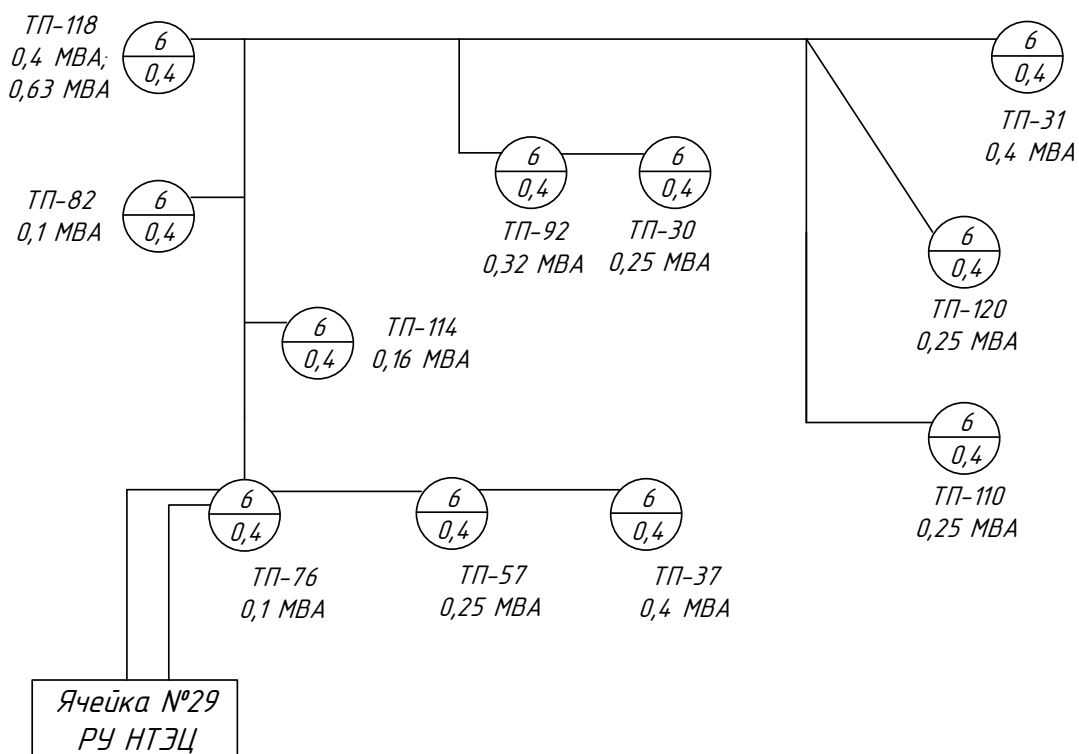 ТП-118
0,4 МВА;
0,63 МВА
6
0,4
6
0,4
ТП-31
0,4 МВА
6
0,4
ТП-92
0,32 МВА
6
0,4
ТП-30
0,25 МВА
ТП-82
0,1 МВА
6
0,4
6
0,4
ТП-120
0,25 МВА
6
0,4
ТП-114
0,16 МВА
6
0,4
ТП-110
0,25 МВА
6
0,4
ТП-76
0,1 МВА
6
0,4
ТП-57
0,25 МВА
6
0,4
ТП-37
0,4 МВА
Ячейка №29
РУ НТЭЦ